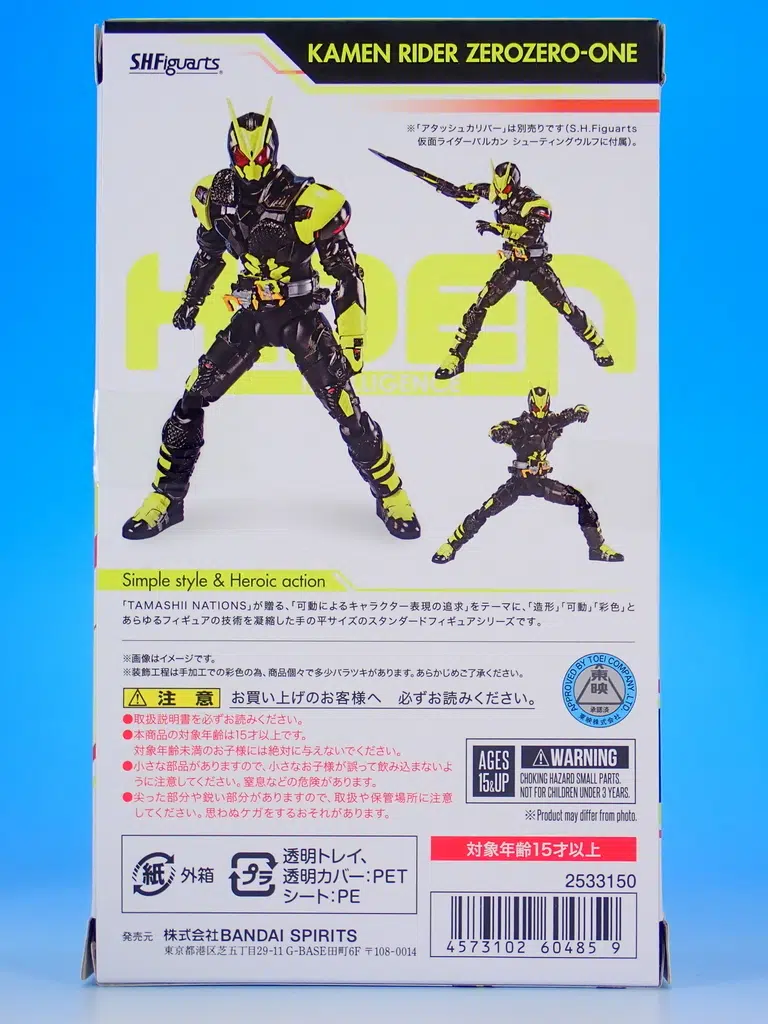 S.H.Figuarts
KAMEN RIDER ZEROZERO-ONE
※「アタッシュカリバー」は別売りです（S.H.Figuarts
仮面ライダーバルカン シューティングウルフに付属）。
HIDEN
INTELLIGENCE
Simple style & Heroic action
「TAMASHII NATIONS」が贈る、「可動によるキャラクター表現の追求」をテーマに、「造形」「可動」「彩色」と
あらゆるフィギュアの技術を凝縮した手の平サイズのスタンダードフィギュアシリーズです。
※画像はイメージです。
※装飾工程は手加工での彩色の為、商品個々で多少バラツキがあります。あらかじめご了承ください。
注意 お買い上げのお客様へ 必ずお読みください。
●取扱説明書を必ずお読みください。
●本商品の対象年齢は15才以上です。
対象年齢未満のお子様には絶対に与えないでください。
●小さな部品がありますので、小さなお子様が誤って飲み込まないよ
うに注意してください。窒息などの危険があります。
●尖った部分や鋭い部分がありますので、取扱や保管場所に注意
してください。思わぬケガをするおそれがあります。
APPROVED BY TOEI COMPANY, LTD.
東映
承認済
東映株式会社
AGES
15&UP
WARNING
CHOKING HAZARD SMALL PARTS.
NOT FOR CHILDREN UNDER 3 YEARS.
※Product may differ from photo.
対象年齢15才以上
紙 外箱
プラ
透明トレイ、
透明カバー：PET
シート：PE
2533150
4573102 604859
発売元 株式会社BANDAI SPIRITS
東京都港区芝五丁目29-11 G-BASE田町6F 〒108-0014